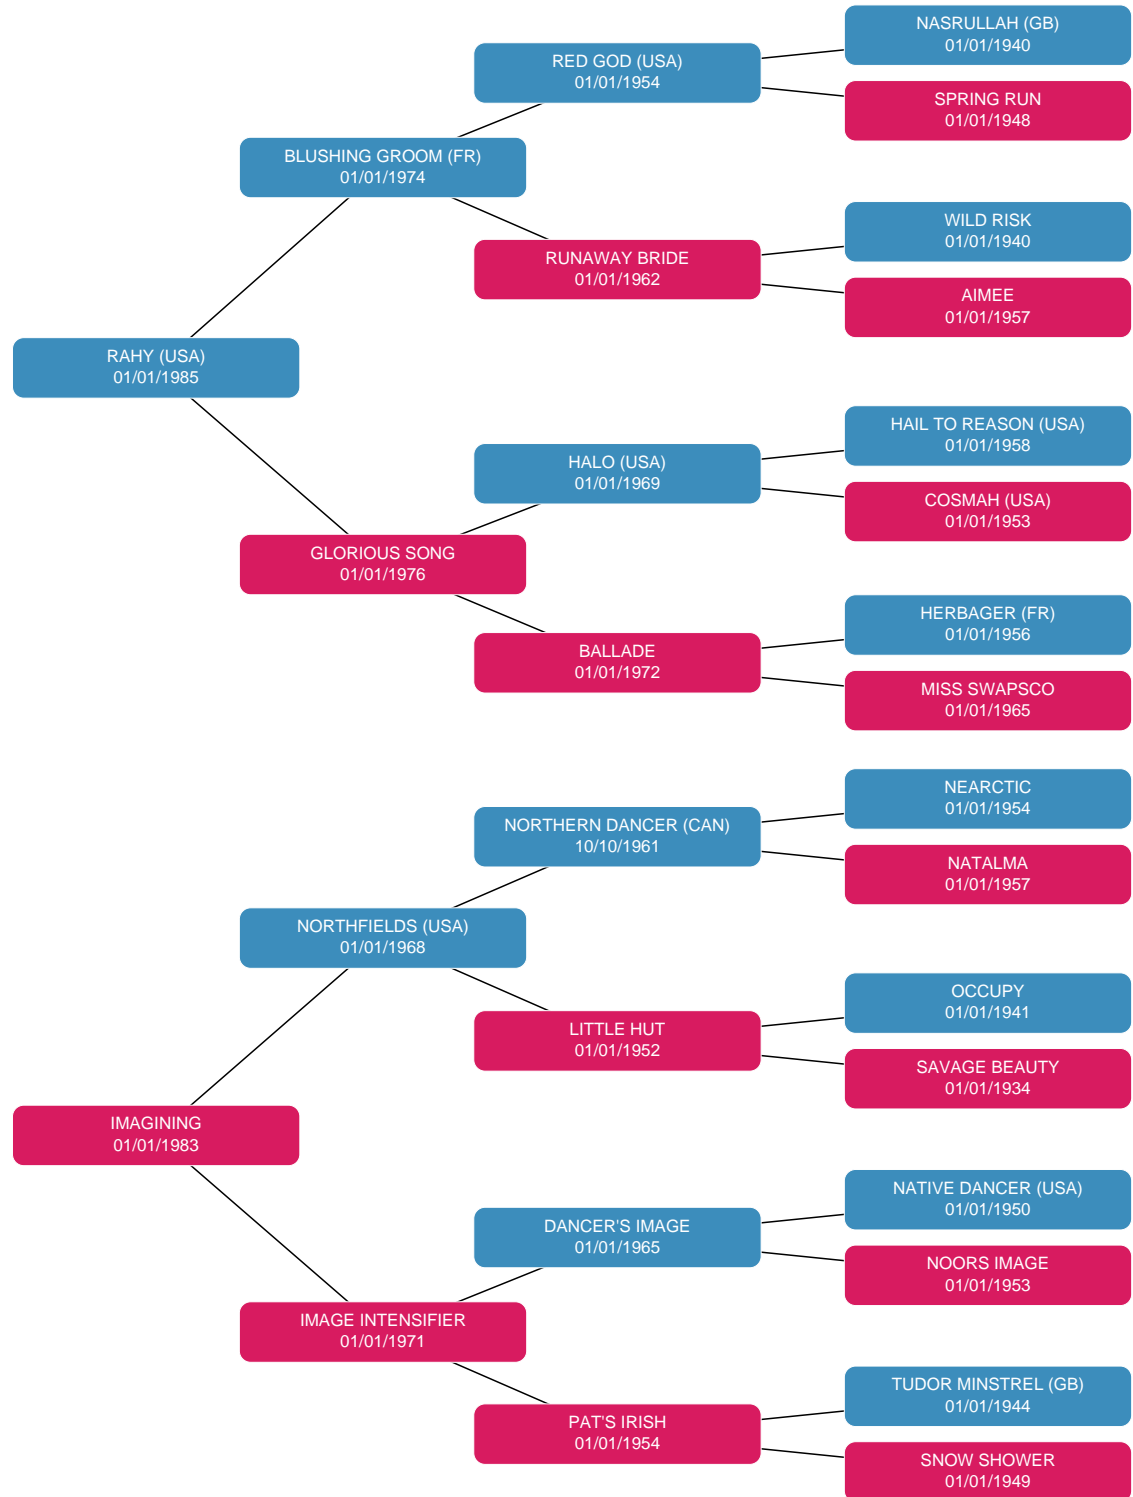 NASRULLAH (GB)
01/01/1940
RED GOD (USA)
01/01/1954
SPRING RUN
01/01/1948
BLUSHING GROOM (FR)
01/01/1974
WILD RISK
01/01/1940
RUNAWAY BRIDE
01/01/1962
AIMEE
01/01/1957
RAHY (USA)
01/01/1985
HAIL TO REASON (USA)
01/01/1958
HALO (USA)
01/01/1969
COSMAH (USA)
01/01/1953
GLORIOUS SONG
01/01/1976
HERBAGER (FR)
01/01/1956
BALLADE
01/01/1972
MISS SWAPSCO
01/01/1965
NEARCTIC
01/01/1954
NORTHERN DANCER (CAN)
10/10/1961
NATALMA
01/01/1957
NORTHFIELDS (USA)
01/01/1968
OCCUPY
01/01/1941
LITTLE HUT
01/01/1952
SAVAGE BEAUTY
01/01/1934
IMAGINING
01/01/1983
NATIVE DANCER (USA)
01/01/1950
DANCER'S IMAGE
01/01/1965
NOORS IMAGE
01/01/1953
IMAGE INTENSIFIER
01/01/1971
TUDOR MINSTREL (GB)
01/01/1944
PAT'S IRISH
01/01/1954
SNOW SHOWER
01/01/1949